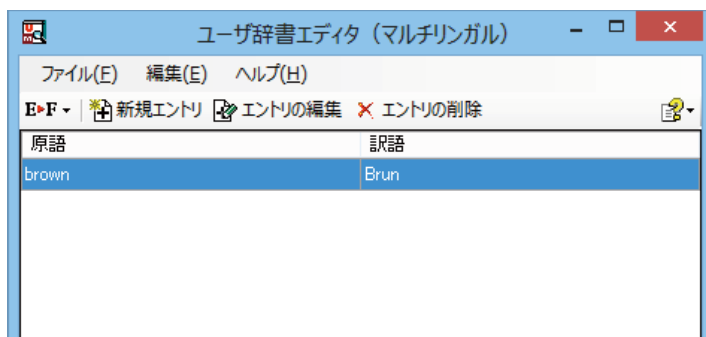 ユーザ辞書エディタ（マルチリンガル）
ファイル(F) 編集(E) ヘルプ(H)
E▸F 新規エントリ エントリの編集 エントリの削除
原語 訳語
brown Brun